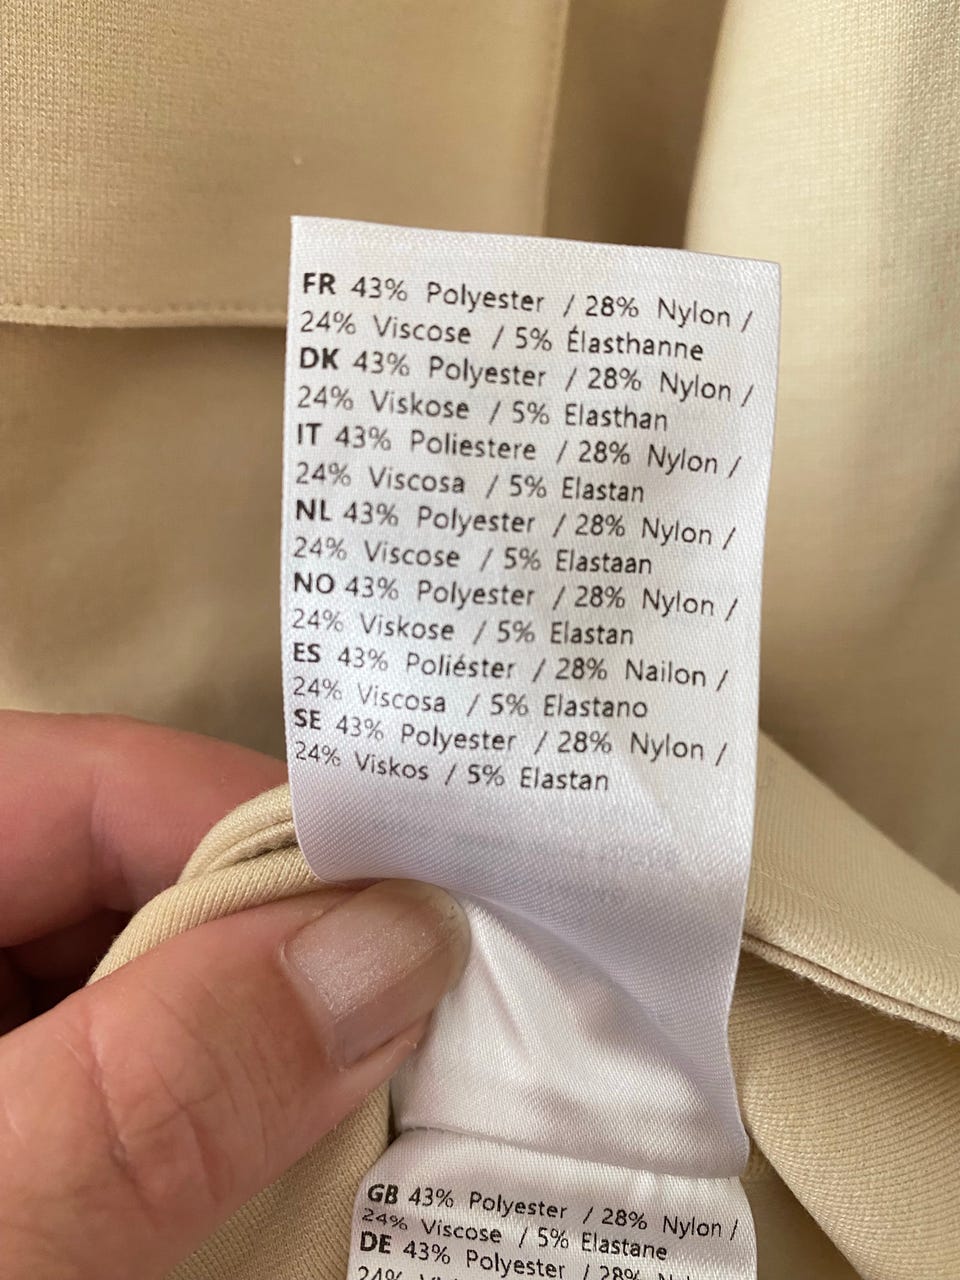 FR 43% Polyester / 28% Nylon /
24% Viscose / 5% Élasthanne
DK 43% Polyester / 28% Nylon /
24% Viskose / 5% Elasthan
IT 43% Poliestere / 28% Nylon /
24% Viscosa / 5% Elastan
NL 43% Polyester / 28% Nylon /
24% Viscose / 5% Elastaan
NO 43% Polyester / 28% Nylon /
24% Viskose / 5% Elastan
ES 43% Poliéster / 28% Nailon /
24% Viscosa / 5% Elastano
SE 43% Polyester / 28% Nylon /
24% Viskos / 5% Elastan
GB 43% Polyester / 28% Nylon /
24% Viscose / 5% Elastane
DE 43% Polyester / 28%
24%